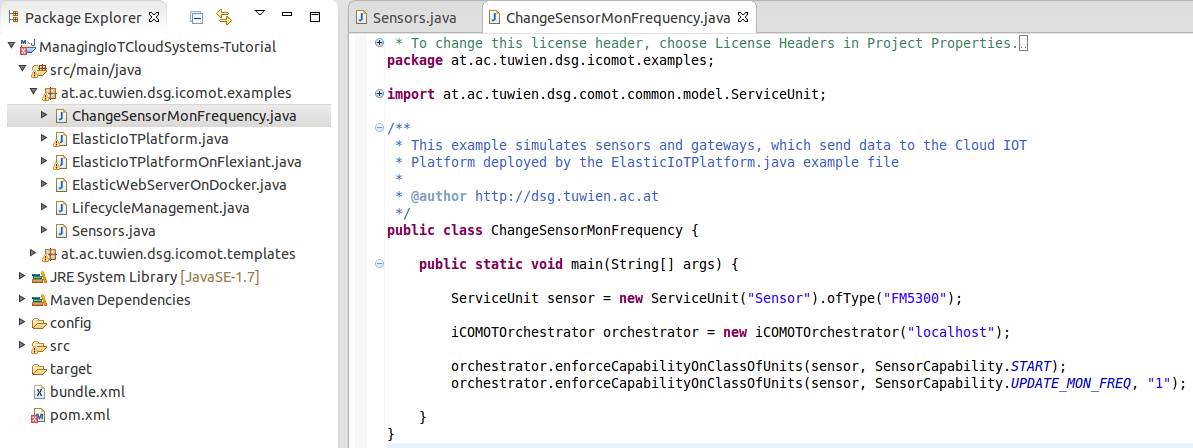 Package Explorer
ManagingIoTCloudSystems-Tutorial
src/main/java
at.ac.tuwien.dsg.icomot.examples
ChangeSensorMonFrequency.java
ElasticIoTPlatform.java
ElasticIoTPlatformOnFlexiant.java
ElasticWebServerOnDocker.java
LifecycleManagement.java
Sensors.java
at.ac.tuwien.dsg.icomot.templates
JRE System Library [JavaSE-1.7]
Maven Dependencies
config
src
target
bundle.xml
pom.xml
Sensors.java
ChangeSensorMonFrequency.java
* To change this license header, choose License Headers in Project Properties.
package at.ac.tuwien.dsg.icomot.examples;
import at.ac.tuwien.dsg.comot.common.model.ServiceUnit;
/**
* This example simulates sensors and gateways, which send data to the Cloud IOT
* Platform deployed by the ElasticIoTPlatform.java example file
*
* @author http://dsg.tuwien.ac.at
*/
public class ChangeSensorMonFrequency {
public static void main(String[] args) {
ServiceUnit sensor = new ServiceUnit("Sensor").ofType("FM5300");
iCOMOTOrchestrator orchestrator = new iCOMOTOrchestrator("localhost");
orchestrator.enforceCapabilityOnClassOfUnits(sensor, SensorCapability.START);
orchestrator.enforceCapabilityOnClassOfUnits(sensor, SensorCapability.UPDATE_MON_FREQ, "1");
}
}